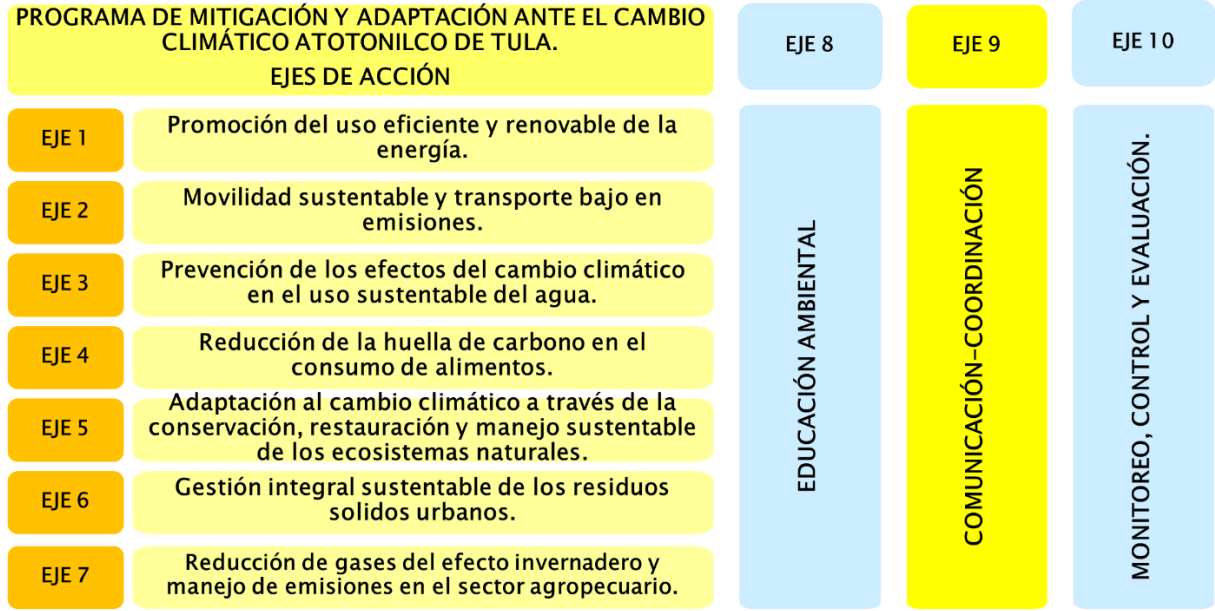 PROGRAMA DE MITIGACIÓN Y ADAPTACIÓN ANTE EL CAMBIO
CLIMÁTICO ATOTONILCO DE TULA.
EJES DE ACCIÓN
EJE 1
Promoción del uso eficiente y renovable de la
energía.
EJE 2
Movilidad sustentable y transporte bajo en
emisiones.
EJE 3
Prevención de los efectos del cambio climático
en el uso sustentable del agua.
EJE 4
Reducción de la huella de carbono en el
consumo de alimentos.
EJE 5
Adaptación al cambio climático a través de la
conservación, restauración y manejo sustentable
de los ecosistemas naturales.
EJE 6
Gestión integral sustentable de los residuos
solidos urbanos.
EJE 7
Reducción de gases del efecto invernadero y
manejo de emisiones en el sector agropecuario.
EJE 8
EDUCACIÓN AMBIENTAL
EJE 9
COMUNICACIÓN-COORDINACIÓN
EJE 10
MONITOREO, CONTROL Y EVALUACIÓN.